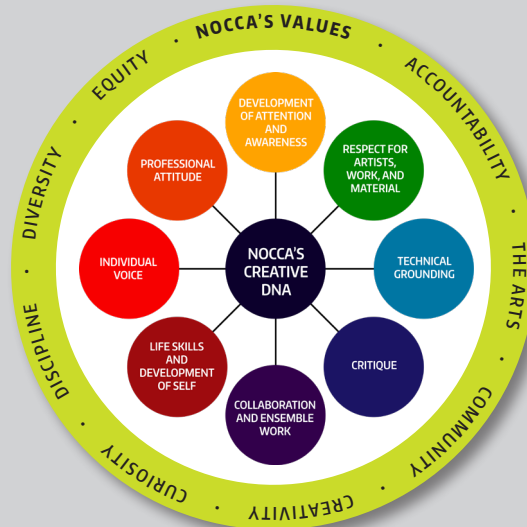 NOCCA'S VALUES
ACCOUNTABILITY
THE ARTS
COMMUNITY
CREATIVITY
CURIOSITY
DISCIPLINE
DIVERSITY
EQUITY
DEVELOPMENT
OF ATTENTION
AND
AWARENESS
RESPECT FOR
ARTISTS,
WORK, AND
MATERIAL
TECHNICAL
GROUNDING
CRITIQUE
COLLABORATION
AND ENSEMBLE
WORK
LIFE SKILLS
AND
DEVELOPMENT
OF SELF
INDIVIDUAL
VOICE
PROFESSIONAL
ATTITUDE
NOCCA'S
CREATIVE
DNA